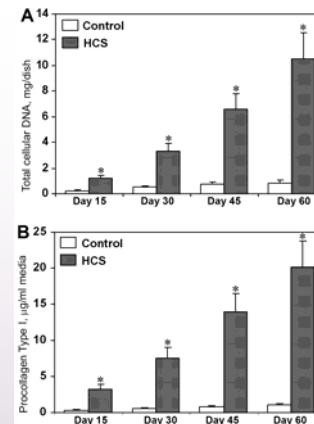 A
Control
HCS
Total cellular DNA, mg/dish
14
12
10
8
6
4
2
0
*
*
*
*
Day 15
Day 30
Day 45
Day 60
B
Control
HCS
Procollagen Type I, µg/ml media
25
20
15
10
5
0
*
*
*
*
Day 15
Day 30
Day 45
Day 60